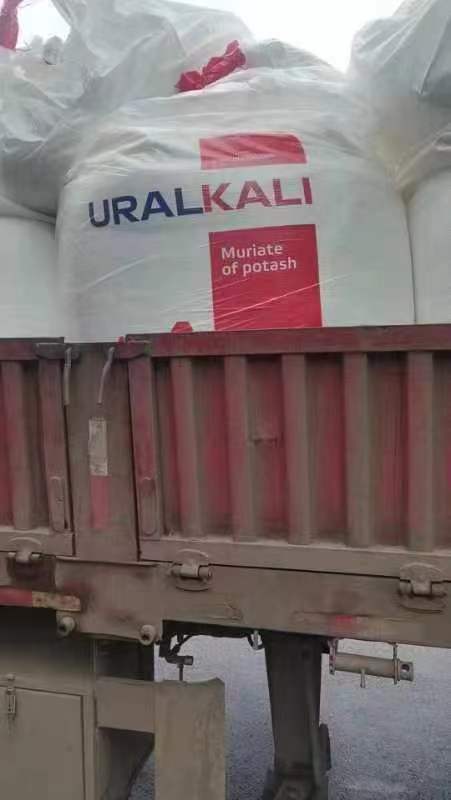 URALKALI
Muriate
of potash